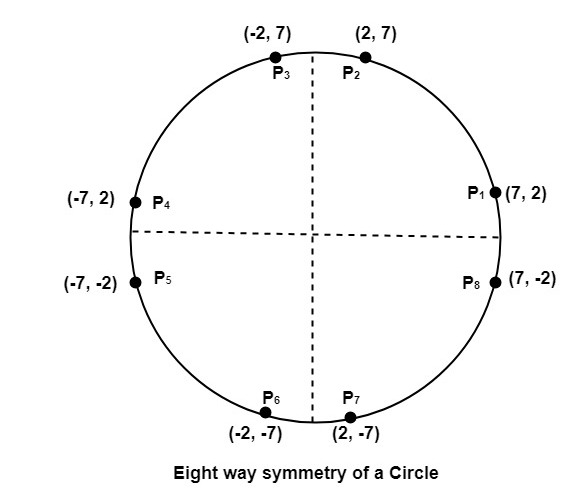 (-2, 7) (2, 7)
P3 P2
(-7, 2) P4 P1 (7, 2)
(-7, -2) P5 P8 (7, -2)
P6 P7
(-2, -7) (2, -7)
Eight way symmetry of a Circle